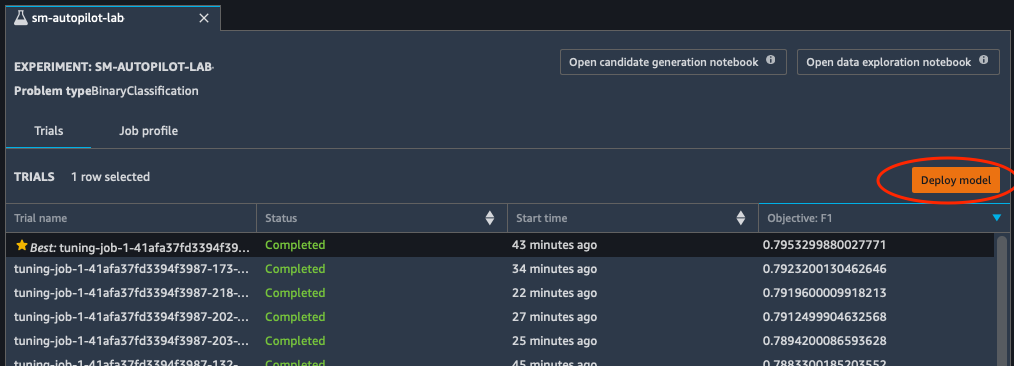 sm-autopilot-lab
EXPERIMENT: SM-AUTOPILOT-LAB
Open candidate generation notebook
Open data exploration notebook
Problem typeBinaryClassification
Trials Job profile
TRIALS 1 row selected
Deploy model
Trial name Status Start time Objective: F1
Best: tuning-job-1-41afa37fd3394f39... Completed 43 minutes ago 0.7953299880027771
tuning-job-1-41afa37fd3394f3987-173-... Completed 34 minutes ago 0.7923200130462646
tuning-job-1-41afa37fd3394f3987-218-... Completed 22 minutes ago 0.7919600009918213
tuning-job-1-41afa37fd3394f3987-202-... Completed 27 minutes ago 0.7912499904632568
tuning-job-1-41afa37fd3394f3987-203-... Completed 25 minutes ago 0.7894200086593628
tuning-job-1-41afa37fd3394f3987-132-... Completed 45 minutes ago 0.7883300185203552